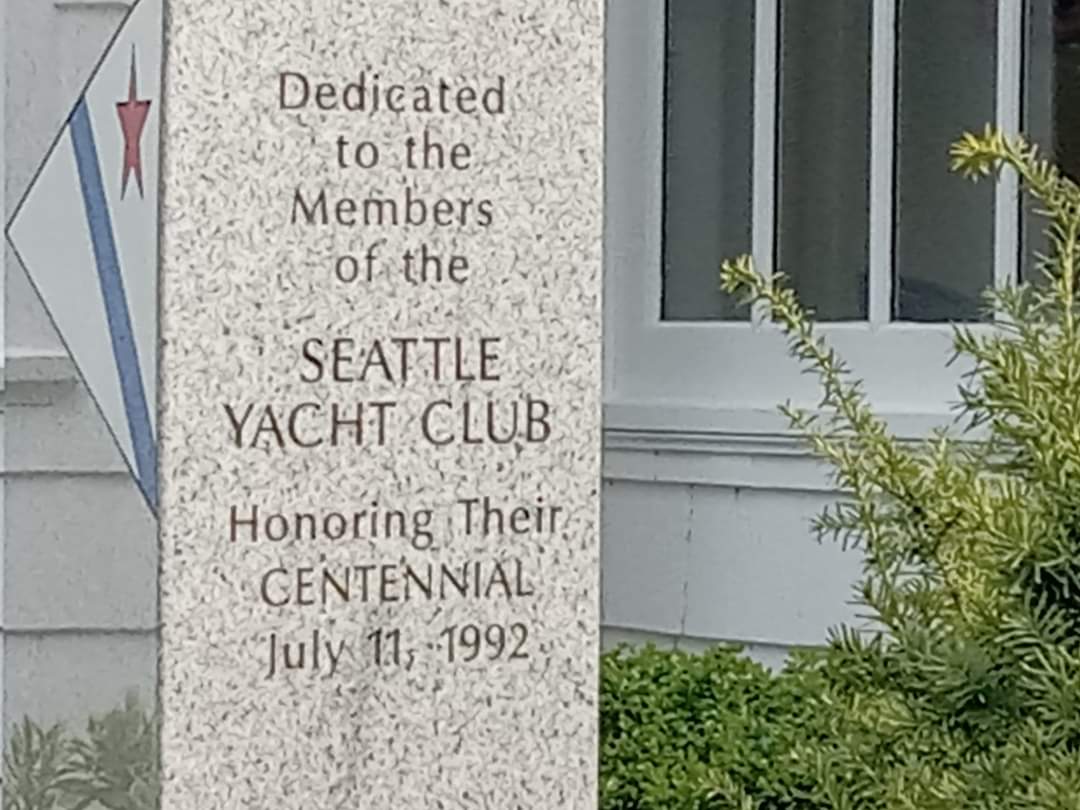 Dedicated
to the
Members
of the
SEATTLE
YACHT CLUB
Honoring Their
CENTENNIAL
July 11, 1992